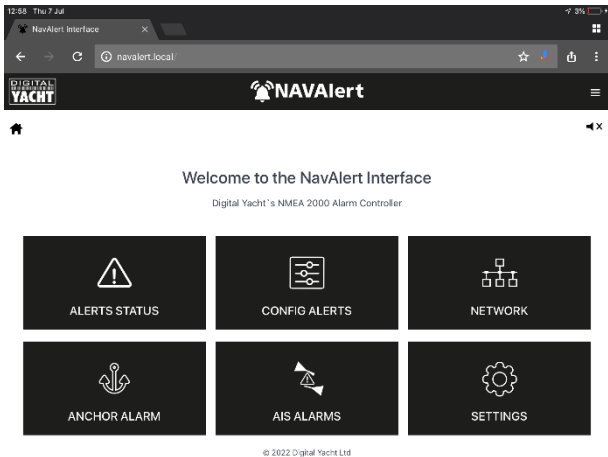 12:58 Thu 7 Jul
3%
NavAlert Interface
navalert.local
DIGITAL
YACHT
NAVAlert
Welcome to the NavAlert Interface
Digital Yacht`s NMEA 2000 Alarm Controller
ALERTS STATUS
CONFIG ALERTS
NETWORK
ANCHOR ALARM
AIS ALARMS
SETTINGS
© 2022 Digital Yacht Ltd